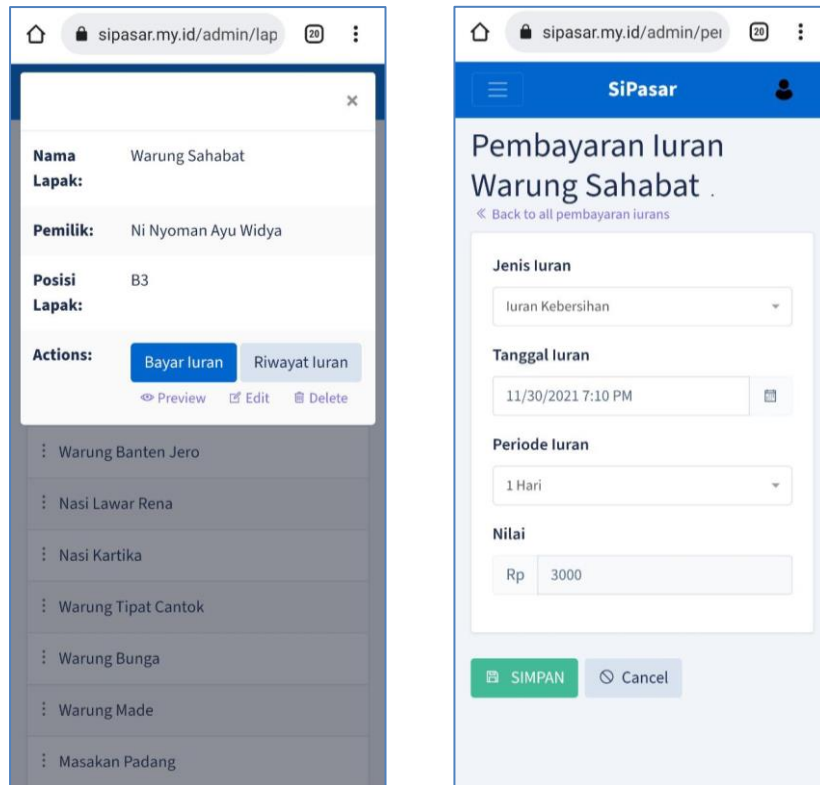 sipasar.my.id/admin/lap
20
×
Nama Lapak:
Warung Sahabat
Pemilik:
Ni Nyoman Ayu Widya
Posisi Lapak:
B3
Actions:
Bayar Iuran
Riwayat Iuran
Preview
Edit
Delete
Warung Banten Jero
Nasi Lawar Rena
Nasi Kartika
Warung Tipat Cantok
Warung Bunga
Warung Made
Masakan Padang
sipasar.my.id/admin/per
20
SiPasar
Pembayaran Iuran
Warung Sahabat .
« Back to all pembayaran iurans
Jenis Iuran
Iuran Kebersihan
Tanggal Iuran
11/30/2021 7:10 PM
Periode Iuran
1 Hari
Nilai
Rp 3000
SIMPAN
Cancel